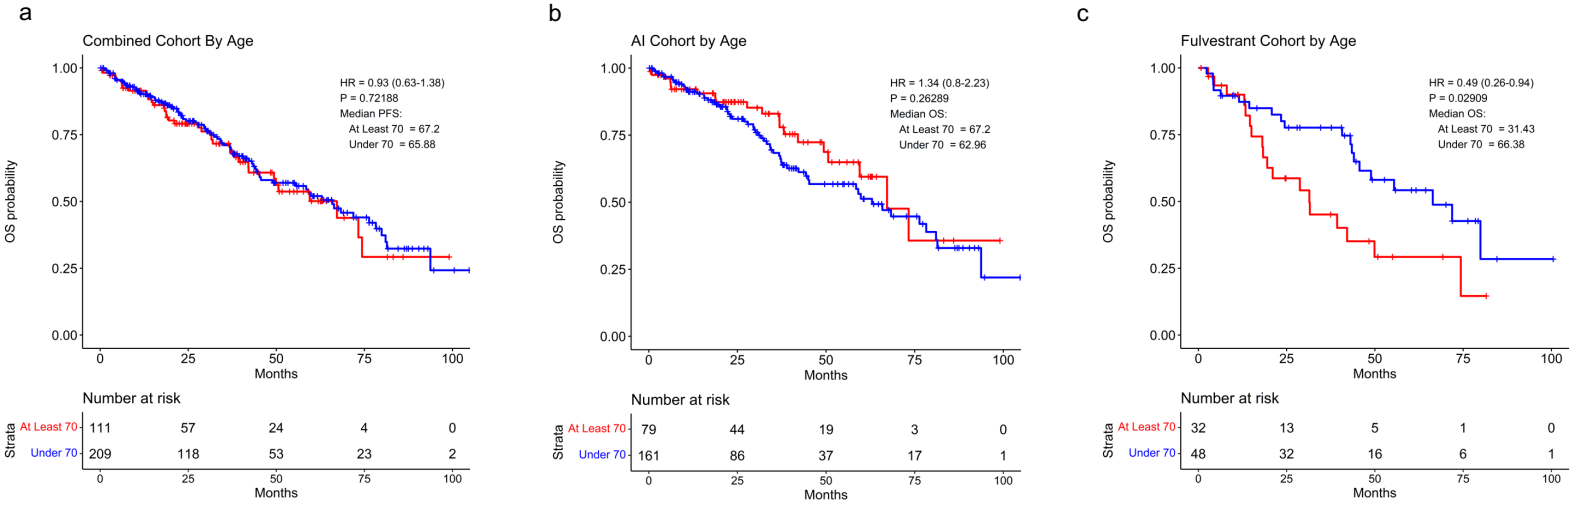 a
Combined Cohort By Age
OS probability
1.00
0.75
0.50
0.25
0.00
HR = 0.93 (0.63-1.38)
P = 0.72188
Median PFS:
At Least 70 = 67.2
Under 70 = 65.88
0 25 50 75 100
Months
Number at risk
Strata
At Least 70 111 57 24 4 0
Under 70 209 118 53 23 2
0 25 50 75 100
Months
b
AI Cohort by Age
OS probability
1.00
0.75
0.50
0.25
0.00
HR = 1.34 (0.8-2.23)
P = 0.26289
Median OS:
At Least 70 = 67.2
Under 70 = 62.96
0 25 50 75 100
Months
Number at risk
Strata
At Least 70 79 44 19 3 0
Under 70 161 86 37 17 1
0 25 50 75 100
Months
c
Fulvestrant Cohort by Age
OS probability
1.00
0.75
0.50
0.25
0.00
HR = 0.49 (0.26-0.94)
P = 0.02909
Median OS:
At Least 70 = 31.43
Under 70 = 66.38
0 25 50 75 100
Months
Number at risk
Strata
At Least 70 32 13 5 1 0
Under 70 48 32 16 6 1
0 25 50 75 100
Months